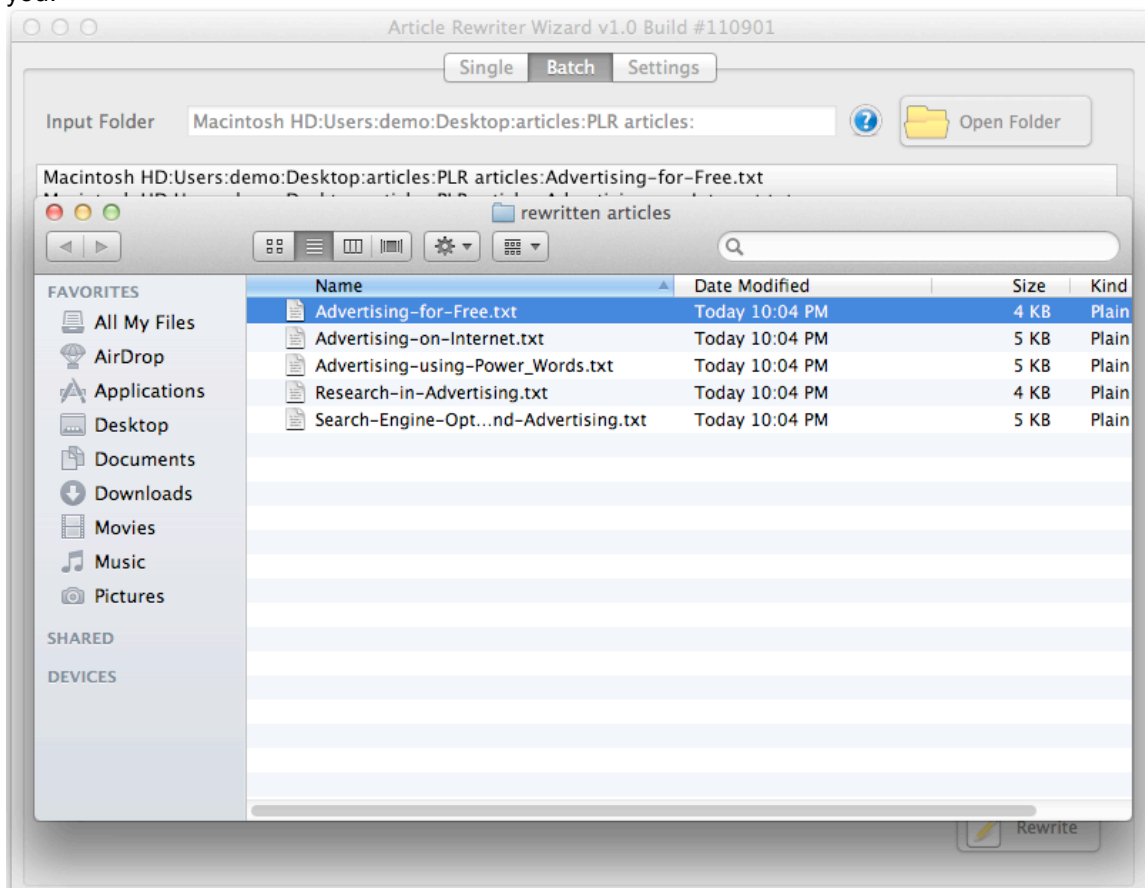 you.
Article Rewriter Wizard v1.0 Build #110901
Single Batch Settings
Input Folder Macintosh HD:Users:demo:Desktop:articles:PLR articles: ? Open Folder
Macintosh HD:Users:demo:Desktop:articles:PLR articles:Advertising-for-Free.txt
rewritten articles
Name Date Modified Size Kind
FAVORITES
All My Files
AirDrop
Applications
Desktop
Documents
Downloads
Movies
Music
Pictures
SHARED
DEVICES
Advertising-for-Free.txt Today 10:04 PM 4 KB Plain
Advertising-on-Internet.txt Today 10:04 PM 5 KB Plain
Advertising-using-Power_Words.txt Today 10:04 PM 5 KB Plain
Research-in-Advertising.txt Today 10:04 PM 4 KB Plain
Search-Engine-Opt...nd-Advertising.txt Today 10:04 PM 5 KB Plain
Rewrite